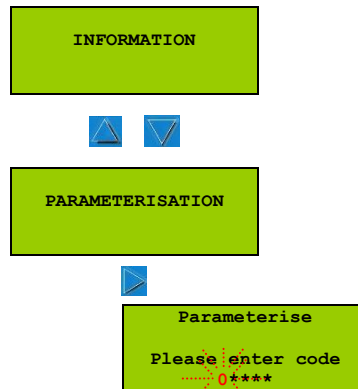 INFORMATION
PARAMETERISATION
Parameterise
Please enter code
0****